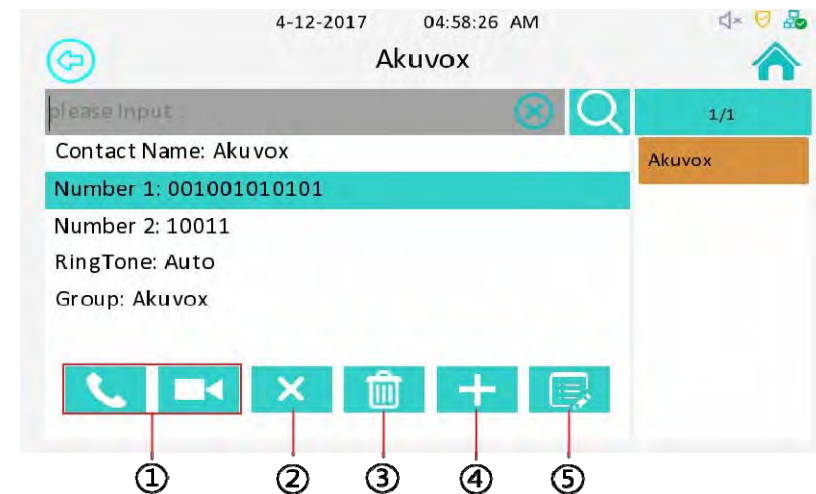 4-12-2017 04:58:26 AM
Akuvox
please Input
1/1
Contact Name: Akuvox
Akuvox
Number 1: 001001010101
Number 2: 10011
RingTone: Auto
Group: Akuvox
① ② ③ ④ ⑤